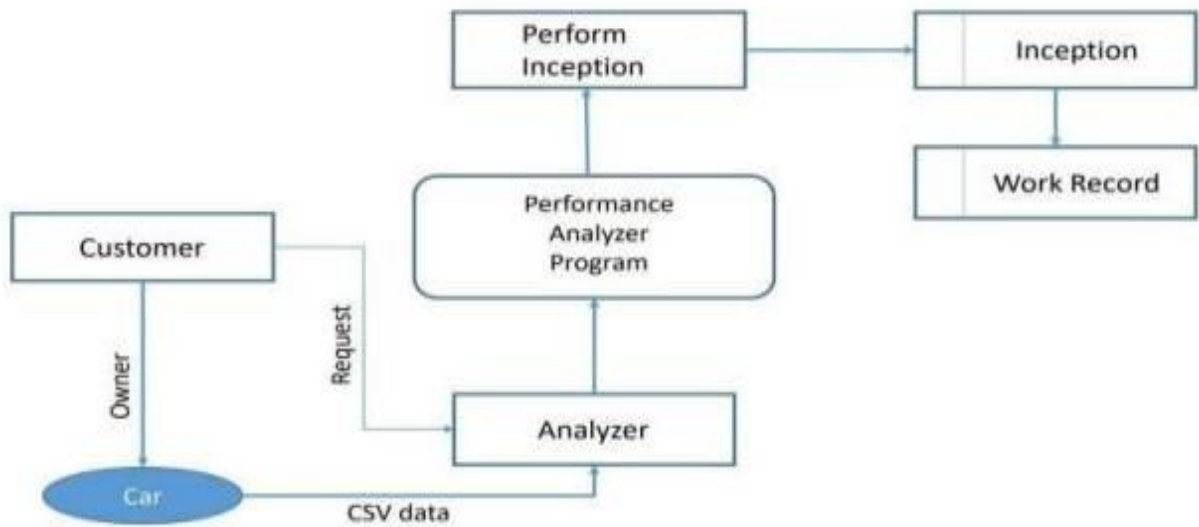 Perform
Inception
Inception
Work Record
Performance
Analyzer
Program
Customer
Request
Owner
Analyzer
Car
CSV data